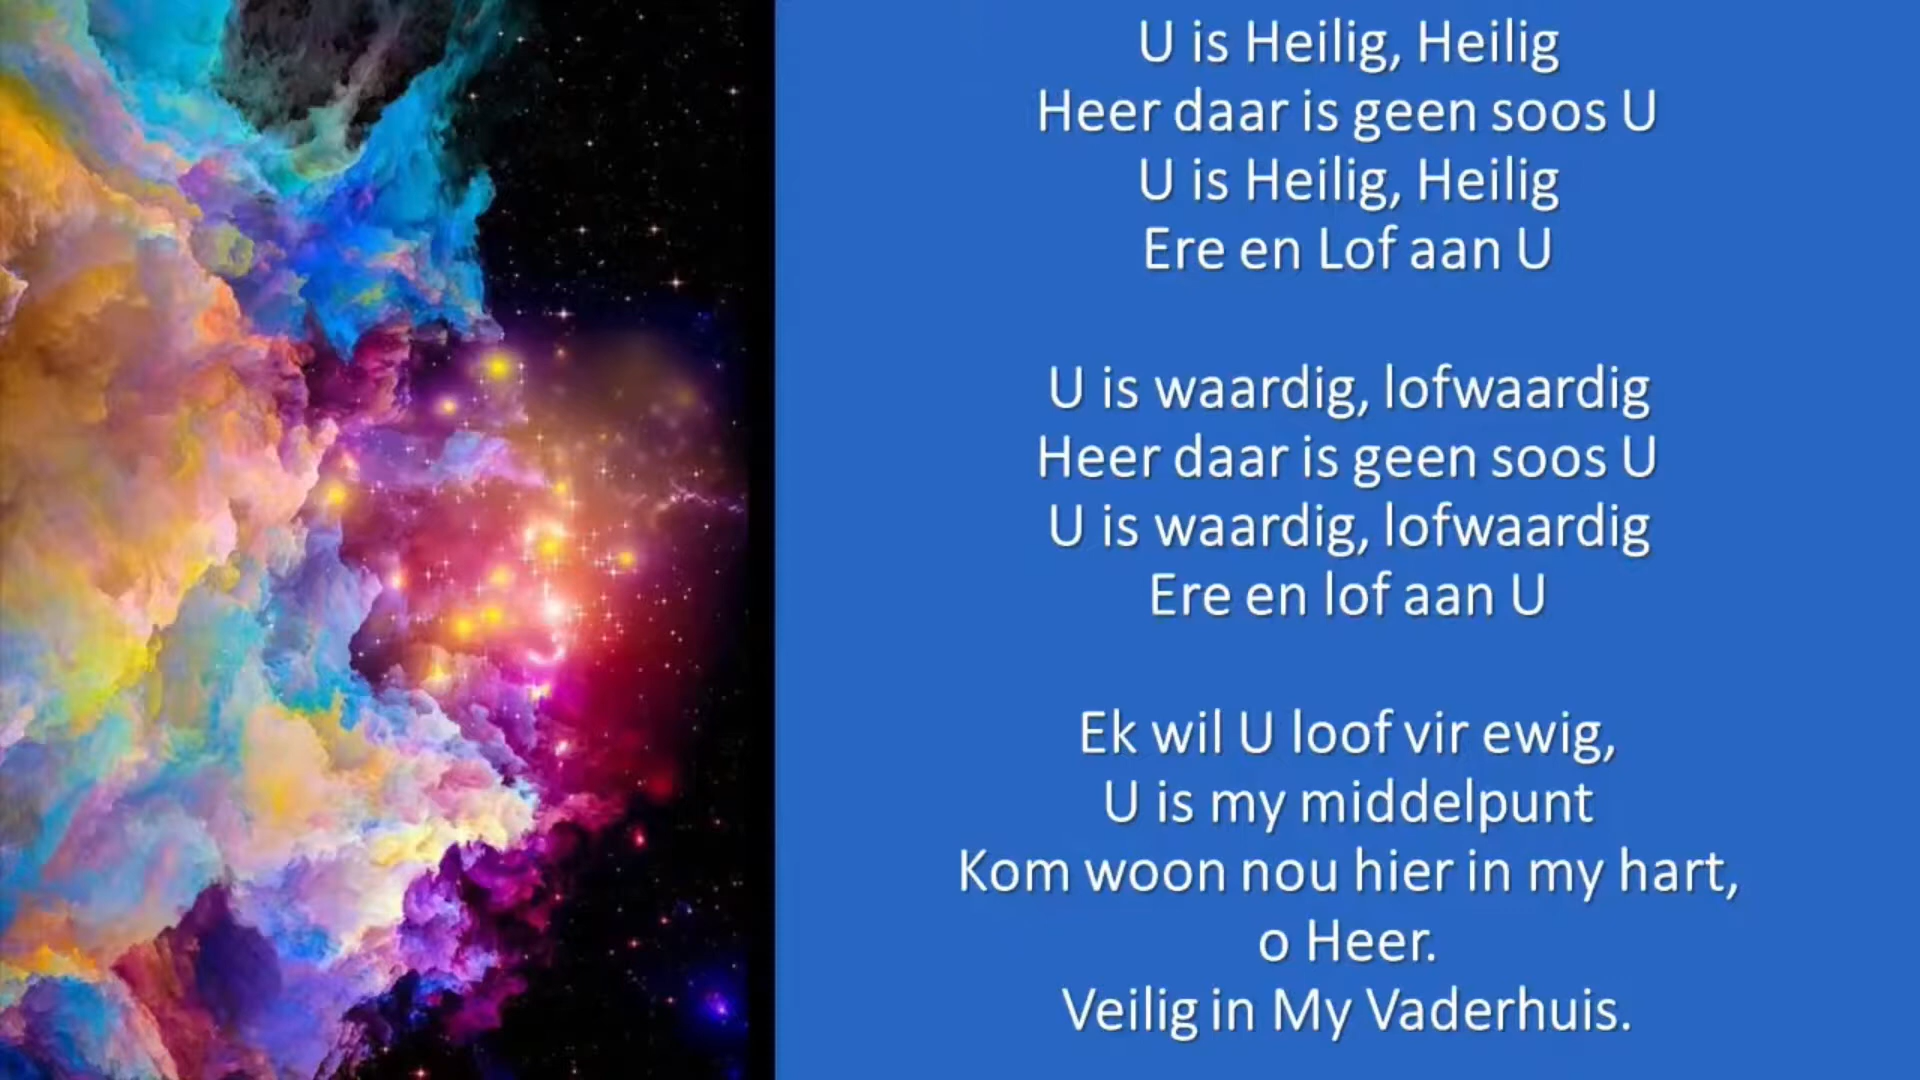 U is Heilig, Heilig
Heer daar is geen soos U
U is Heilig, Heilig
Ere en Lof aan U
U is waardig, lofwaardig
Heer daar is geen soos U
U is waardig, lofwaardig
Ere en lof aan U
Ek wil U loof vir ewig,
U is my middelpunt
Kom woon nou hier in my hart,
o Heer.
Veilig in My Vaderhuis.